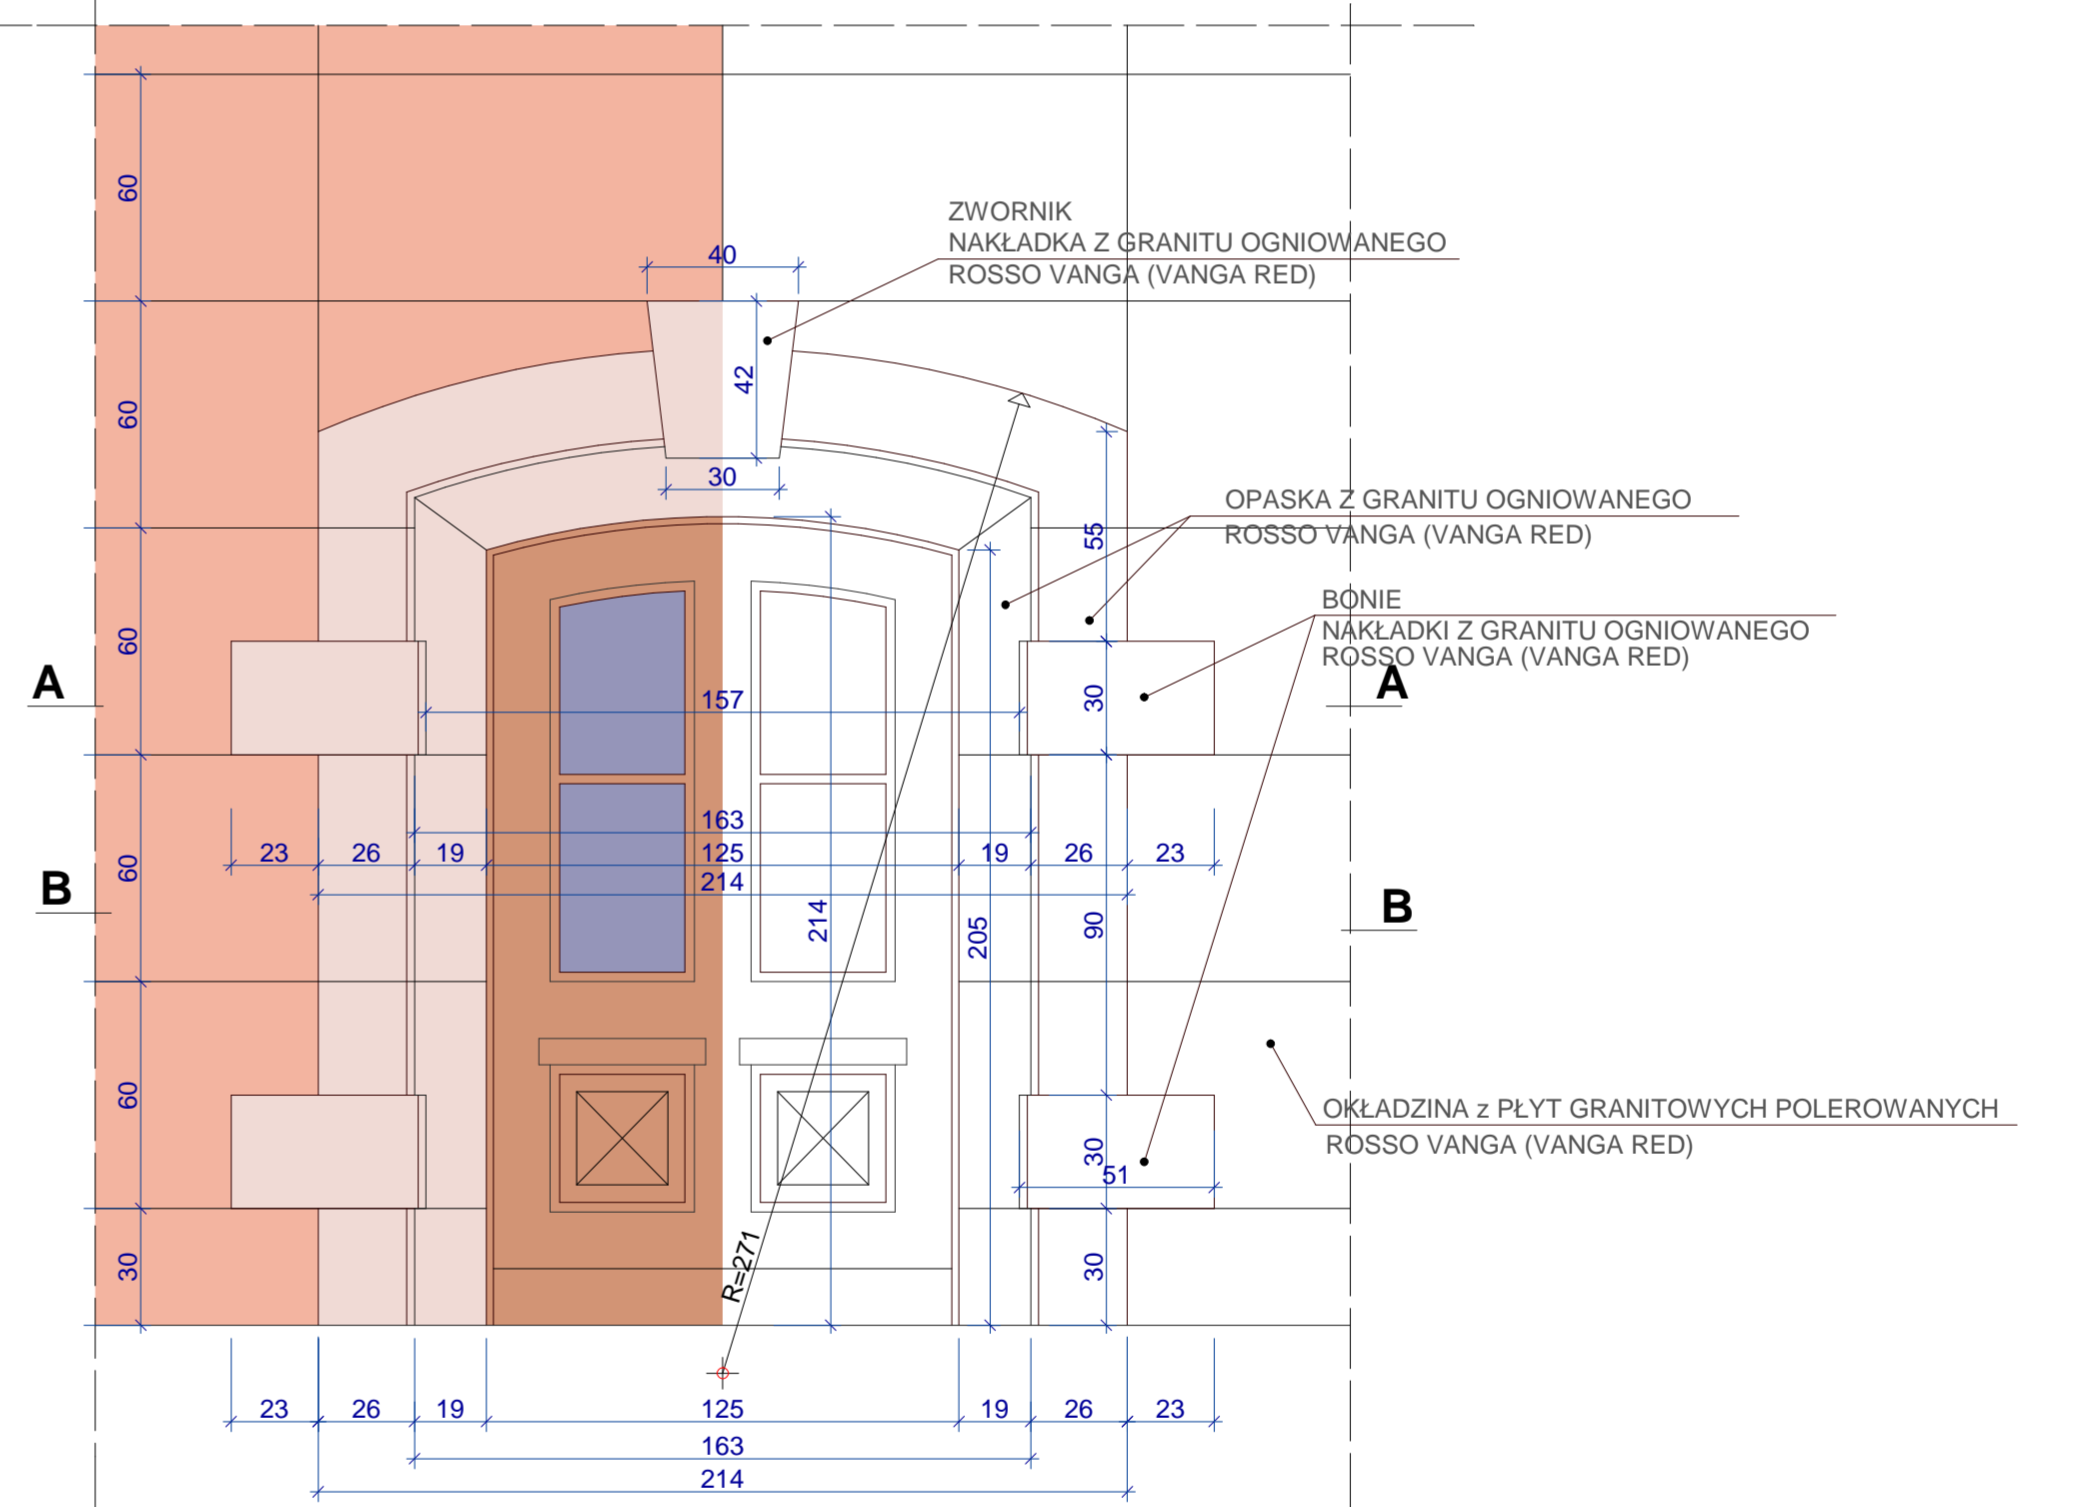 60
40
ZWORNIK
NAKŁADKA Z GRANITU OGNIOWANEGO
ROSSO VANGA (VANGA RED)
60
42
30
OPASKA Z GRANITU OGNIOWANEGO
ROSSO VANGA (VANGA RED)
55
BONIE
NAKŁADKI Z GRANITU OGNIOWANEGO
ROSSO VANGA (VANGA RED)
60
A
A
157
30
163
23 26 19 125 19 26 23
214
60
B
B
214
205
90
60
OKŁADZINA z PŁYT GRANITOWYCH POLEROWANYCH
ROSSO VANGA (VANGA RED)
30
51
R=271
30
30
23 26 19 125 19 26 23
163
214